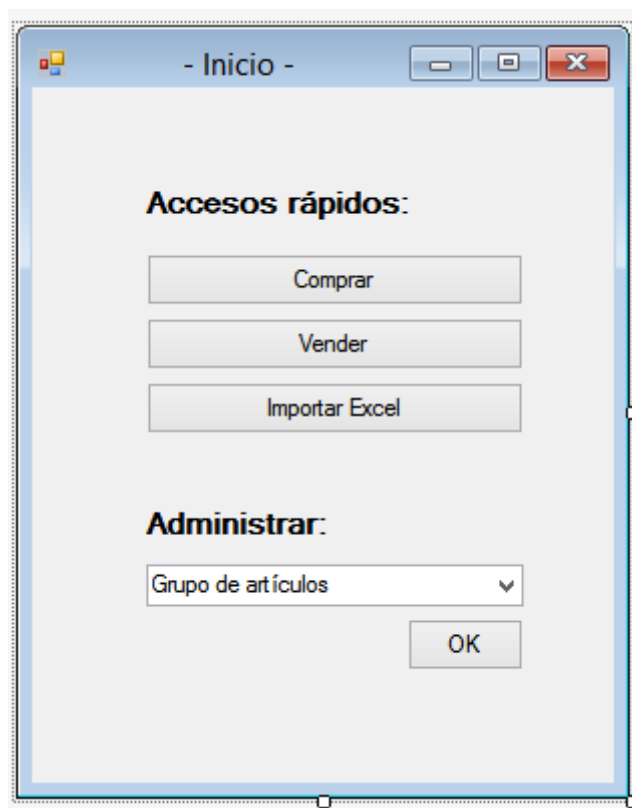 - Inicio -
Accesos rápidos:
Comprar
Vender
Importar Excel
Administrar:
Grupo de artículos
OK